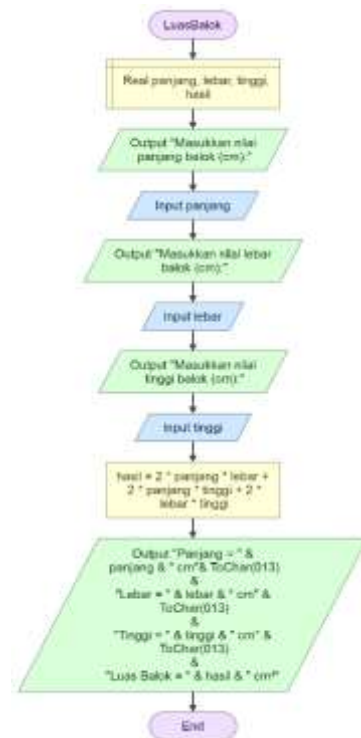 LuasBalok
Real panjang, lebar, tinggi,
hasil
Output "Masukkan nilai
panjang balok (cm):"
Input panjang
Output "Masukkan nilai lebar
balok (cm):"
Input lebar
Output "Masukkan nilai
tinggi balok (cm):"
Input tinggi
hasil = 2 * panjang * lebar +
2 * panjang * tinggi + 2 *
lebar * tinggi
Output "Panjang = " &
panjang & " cm"& ToChar(013)
&
"Lebar = " & lebar & " cm" &
ToChar(013)
&
"Tinggi = " & tinggi & " cm" &
ToChar(013)
&
"Luas Balok = " & hasil & " cm²"
End